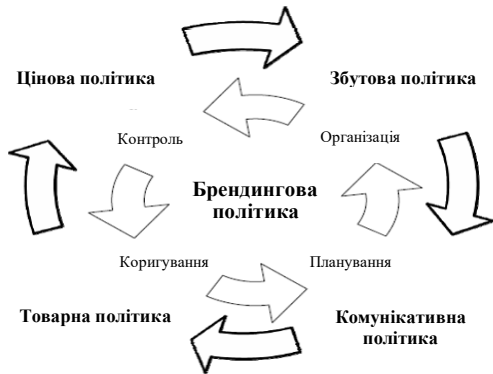 Цінова політика
Збутова політика
Контроль
Організація
Брендингова
політика
Коригування
Планування
Товарна політика
Комунікативна
політика